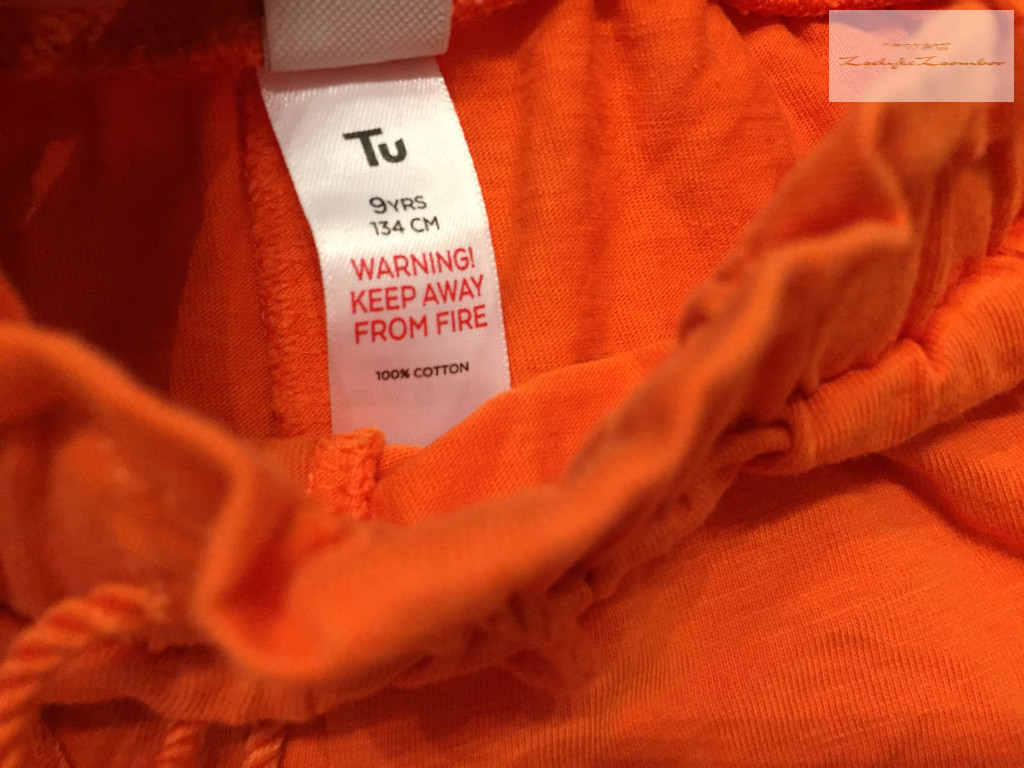 Tu
9YRS
134 CM
WARNING!
KEEP AWAY
FROM FIRE
100% COTTON